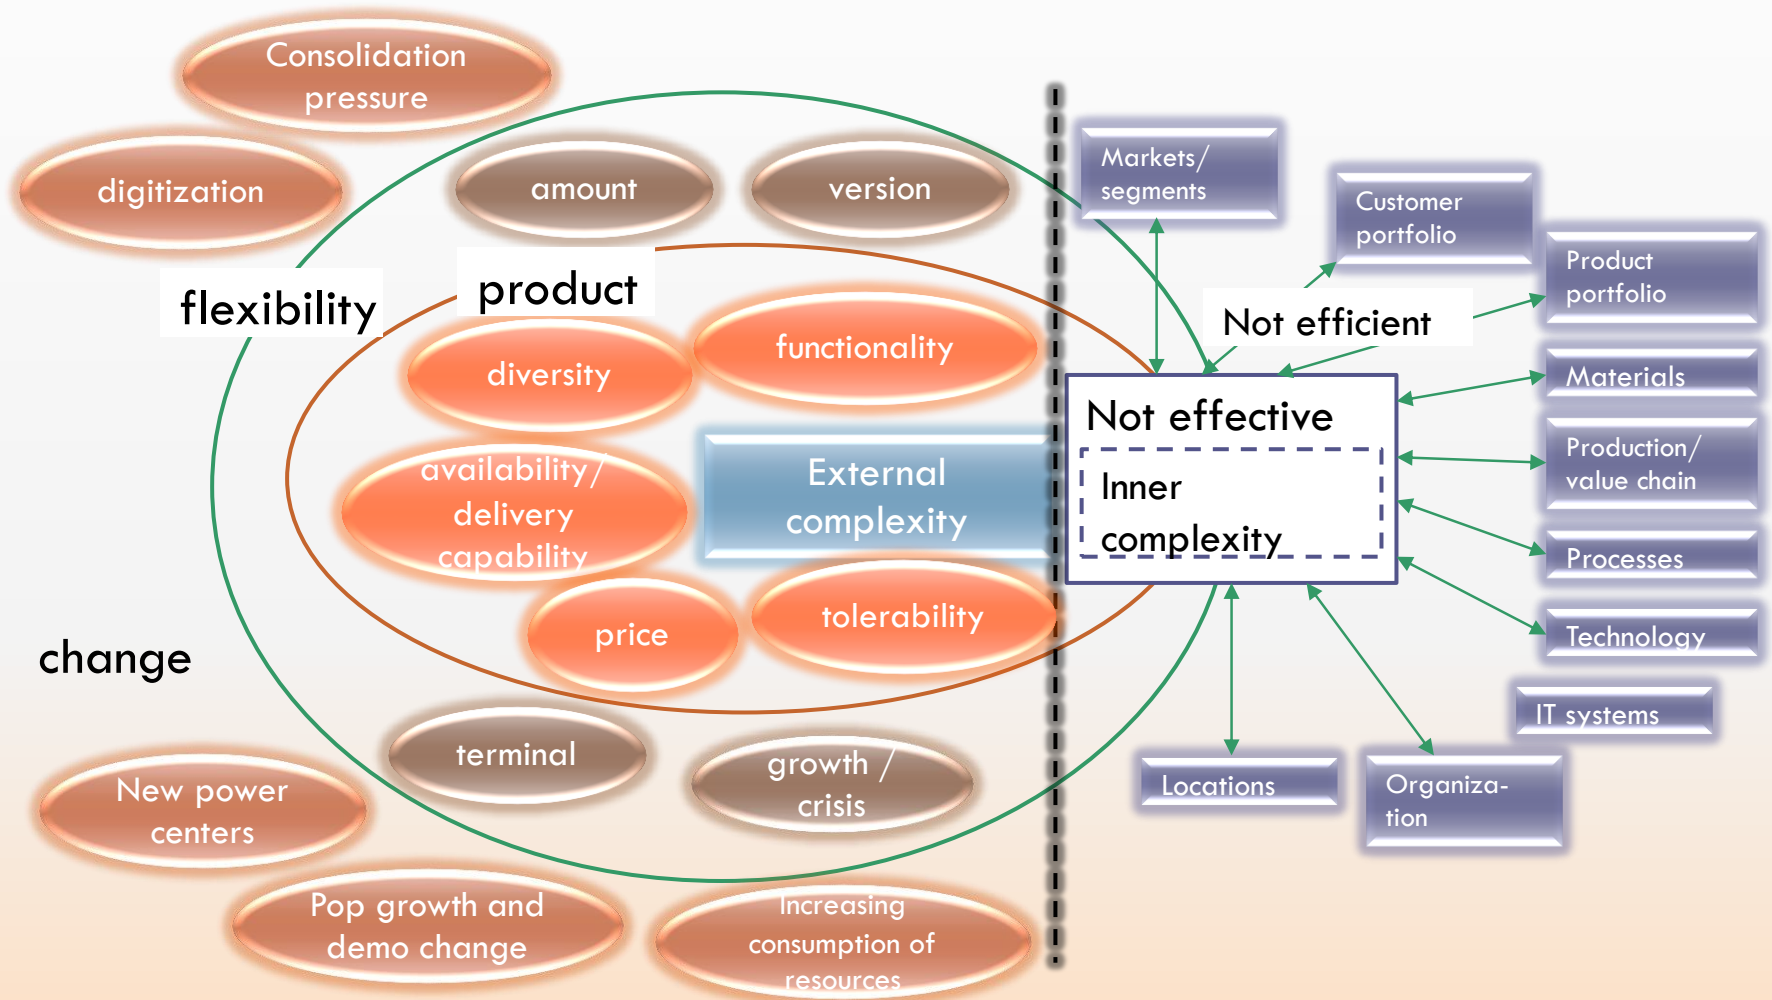 Consolidation
pressure
digitization
amount
version
flexibility
product
diversity
functionality
availability/
delivery
capability
External
complexity
price
tolerability
change
terminal
growth /
crisis
New power
centers
Pop growth and
demo change
Increasing
consumption of
resources
Markets/
segments
Customer
portfolio
Product
portfolio
Not efficient
Not effective
Inner
complexity
Materials
Production/
value chain
Processes
Technology
IT systems
Locations
Organiza-
tion